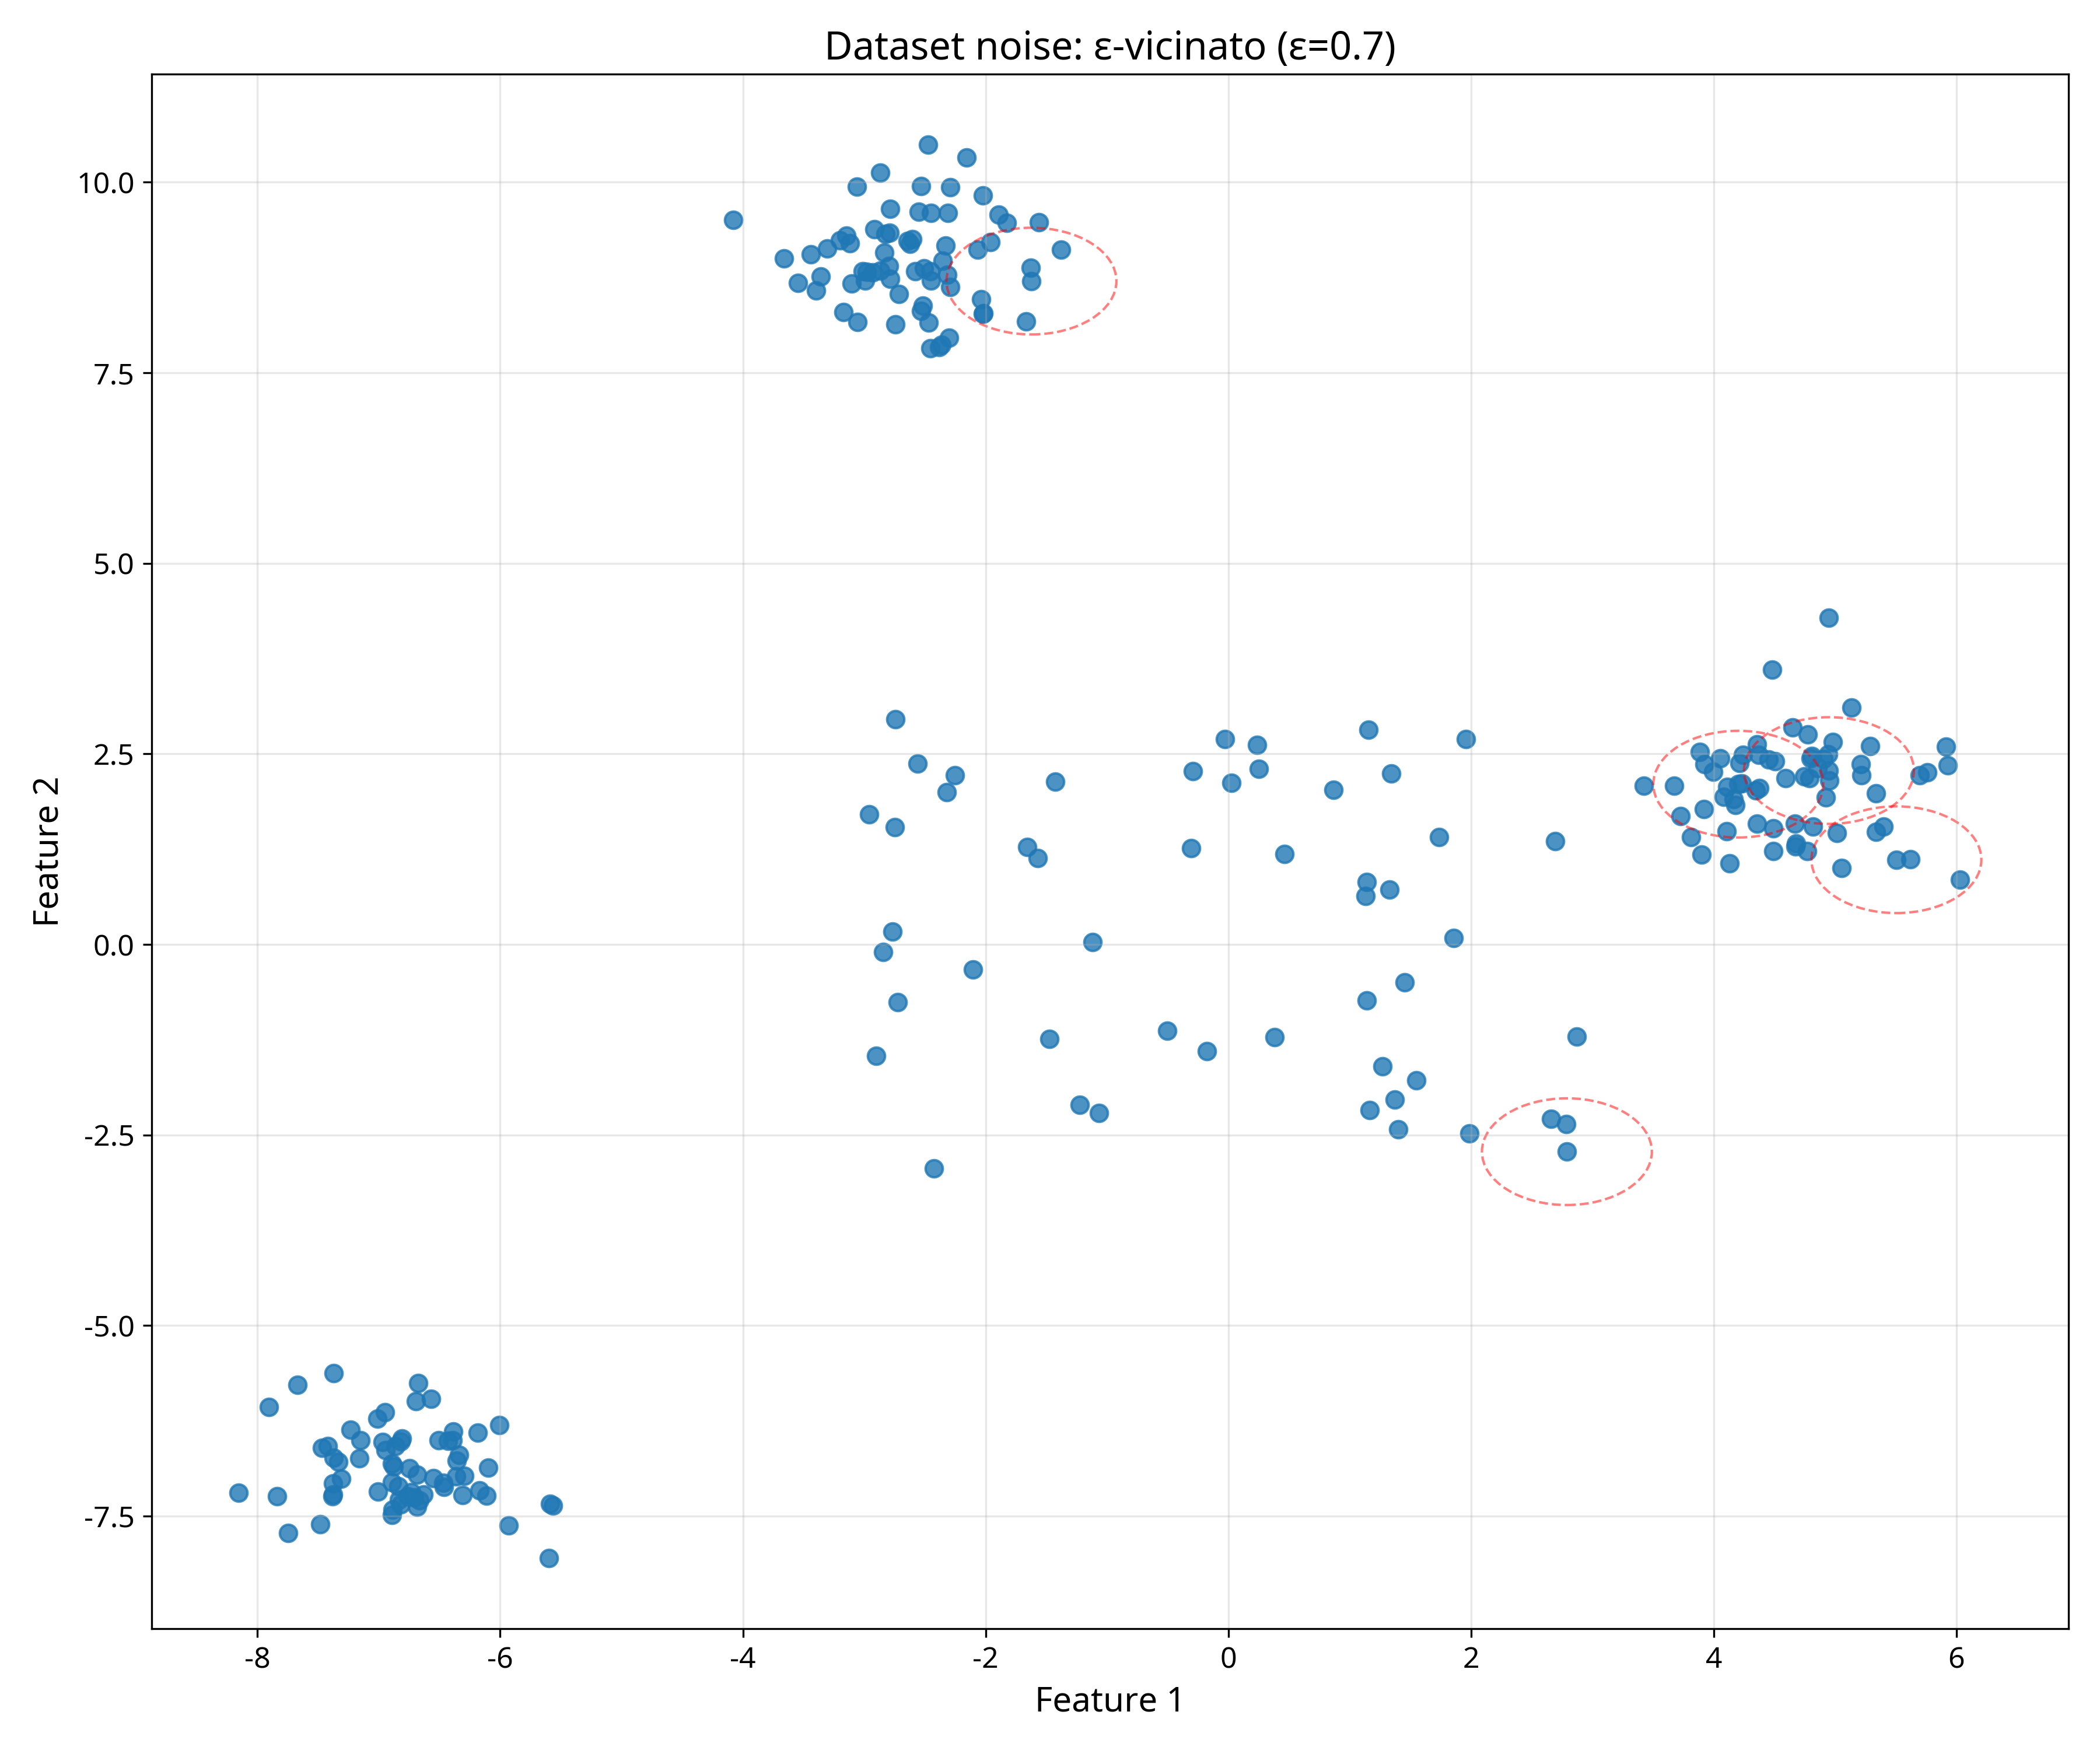 Dataset noise: ε-vicinato (ε=0.7)
10.0
7.5
5.0
2.5
0.0
-2.5
-5.0
-7.5
Feature 2
-8 -6 -4 -2 0 2 4 6
Feature 1